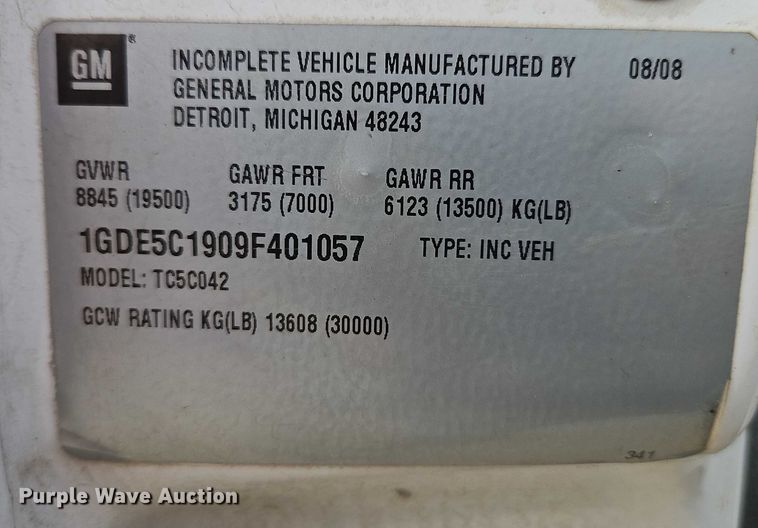 GM ® INCOMPLETE VEHICLE MANUFACTURED BY 08/08
GENERAL MOTORS CORPORATION
DETROIT, MICHIGAN 48243
GVWR GAWR FRT GAWR RR
8845 (19500) 3175 (7000) 6123 (13500) KG(LB)
1GDE5C1909F401057 TYPE: INC VEH
MODEL: TC5C042
GCW RATING KG(LB) 13608 (30000)
341
Purple Wave Auction